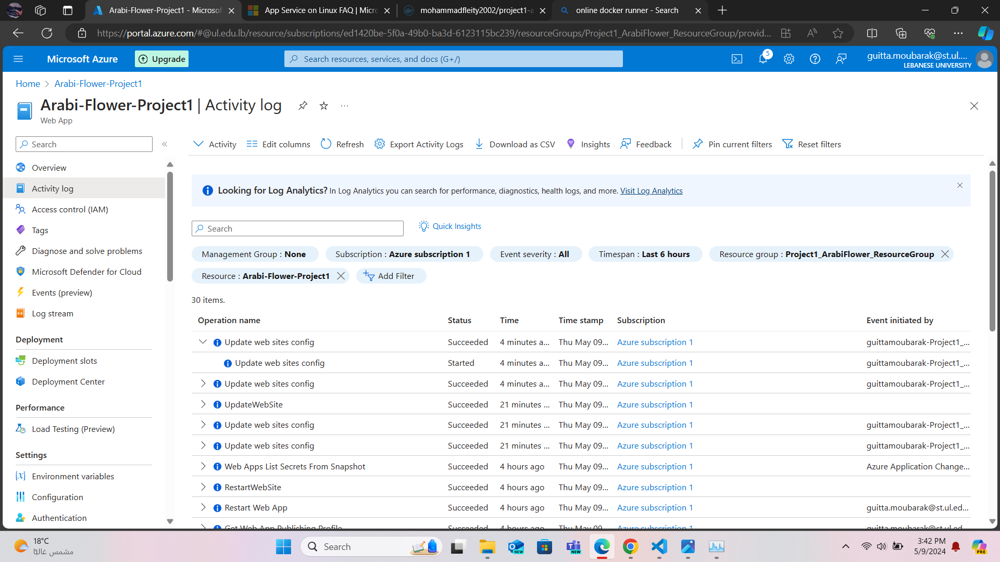 Arabi-Flower-Project1 - Microsof
App Service on Linux FAQ | Micro
mohammadfleity2002/project1-a
online docker runner - Search
https://portal.azure.com/#@ul.edu.lb/resource/subscriptions/ed1420be-5f0a-49b0-ba3d-6123115bc239/resourceGroups/Project1_ArabiFlower_ResourceGroup/provid...
Microsoft Azure
Upgrade
Search resources, services, and docs (G+/)
5
guitta.moubarak@st.ul....
LEBANESE UNIVERSITY
Home > Arabi-Flower-Project1
Arabi-Flower-Project1 | Activity log
Web App
Search
Activity Edit columns Refresh Export Activity Logs Download as CSV Insights Feedback Pin current filters Reset filters
Overview
Activity log
Access control (IAM)
Tags
Diagnose and solve problems
Microsoft Defender for Cloud
Events (preview)
Log stream
Deployment
Deployment slots
Deployment Center
Performance
Load Testing (Preview)
Settings
Environment variables
Configuration
Authentication
Looking for Log Analytics? In Log Analytics you can search for performance, diagnostics, health logs, and more. Visit Log Analytics
Search
Quick Insights
Management Group : None
Subscription : Azure subscription 1
Event severity : All
Timespan : Last 6 hours
Resource group : Project1_ArabiFlower_ResourceGroup
Resource : Arabi-Flower-Project1
Add Filter
30 items.
Operation name Status Time Time stamp Subscription Event initiated by
Update web sites config Succeeded 4 minutes a... Thu May 09... Azure subscription 1 guittamoubarak-Project1_...
Update web sites config Started 4 minutes a... Thu May 09... Azure subscription 1 guittamoubarak-Project1_...
Update web sites config Succeeded 4 minutes a... Thu May 09... Azure subscription 1 guittamoubarak-Project1_...
UpdateWebSite Succeeded 21 minutes ... Thu May 09... Azure subscription 1
Update web sites config Succeeded 21 minutes ... Thu May 09... Azure subscription 1 guittamoubarak-Project1_...
Update web sites config Succeeded 21 minutes ... Thu May 09... Azure subscription 1 guittamoubarak-Project1_...
Web Apps List Secrets From Snapshot Succeeded 4 hours ago Thu May 09... Azure subscription 1 Azure Application Change...
RestartWebSite Succeeded 4 hours ago Thu May 09... Azure subscription 1
Restart Web App Succeeded 4 hours ago Thu May 09... Azure subscription 1 guitta.moubarak@st.ul.ed...
Get Web App Publishing Profile Succeeded 4 hours ago Thu May 09... Azure subscription 1 guitta.moubarak@st.ul.ed...
18°C
مشمس غالبًا
Search
NEW
NEW
3:42 PM
5/9/2024
PRE